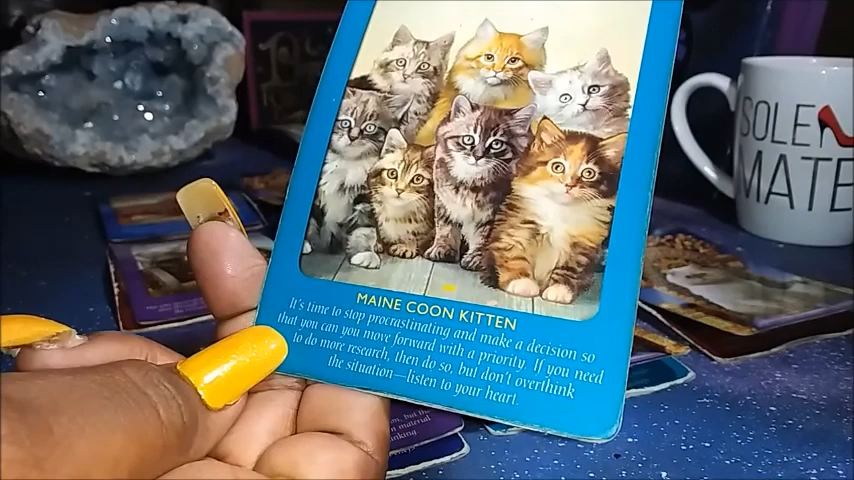 SOLE
MATE
MAINE COON KITTEN
It's time to stop procrastinating and make a decision so
that you can you move forward with a priority. If you need
to do more research, then do so, but don't overthink
the situation—listen to your heart.